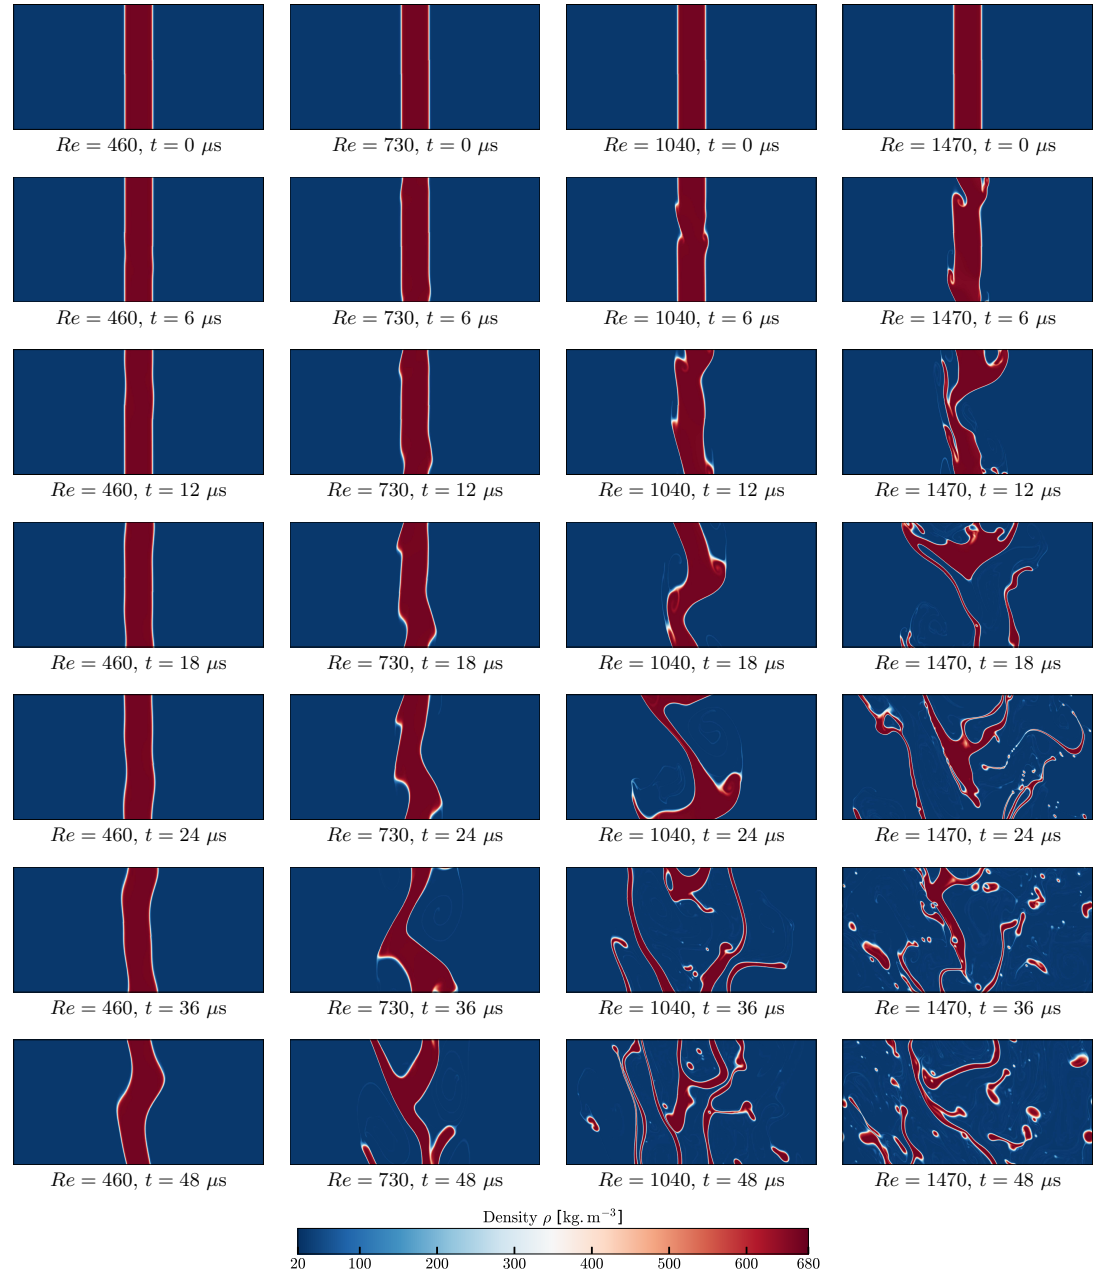 Re = 460, t = 0 μs Re = 730, t = 0 μs Re = 1040, t = 0 μs Re = 1470, t = 0 μs
Re = 460, t = 6 μs Re = 730, t = 6 μs Re = 1040, t = 6 μs Re = 1470, t = 6 μs
Re = 460, t = 12 μs Re = 730, t = 12 μs Re = 1040, t = 12 μs Re = 1470, t = 12 μs
Re = 460, t = 18 μs Re = 730, t = 18 μs Re = 1040, t = 18 μs Re = 1470, t = 18 μs
Re = 460, t = 24 μs Re = 730, t = 24 μs Re = 1040, t = 24 μs Re = 1470, t = 24 μs
Re = 460, t = 36 μs Re = 730, t = 36 μs Re = 1040, t = 36 μs Re = 1470, t = 36 μs
Re = 460, t = 48 μs Re = 730, t = 48 μs Re = 1040, t = 48 μs Re = 1470, t = 48 μs
Density ρ [kg.m⁻³]
20 100 200 300 400 500 600 680